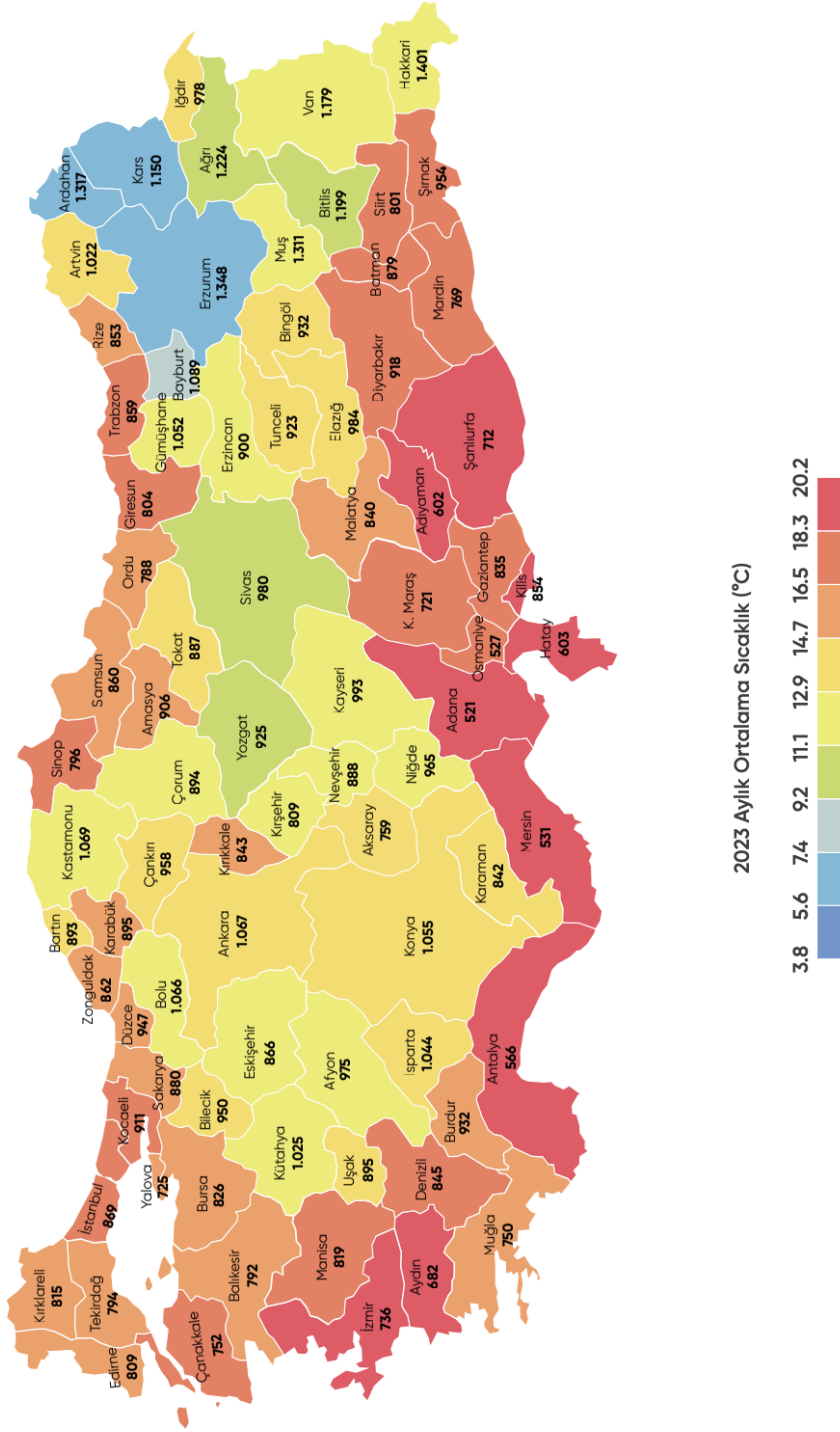 Kırklareli
815
Edirne
809
Tekirdağ
794
İstanbul
869
Kocaeli
911
Yalova
725
Sakarya
880
Düzce
947
Zonguldak
862
Bartın
893
Karabük
895
Kastamonu
1.069
Sinop
796
Samsun
860
Ordu
788
Giresun
804
Trabzon
859
Rize
853
Artvin
1.022
Ardahan
1.317
Kars
1.150
Iğdır
978
Ağrı
1.224
Erzurum
1.348
Bayburt
1.089
Gümüşhane
1.052
Erzincan
900
Tokat
887
Amasya
906
Çorum
894
Çankırı
958
Bolu
1.066
Bilecik
950
Bursa
826
Çanakkale
752
Balıkesir
792
Kütahya
1.025
Eskişehir
866
Ankara
1.067
Kırıkkale
843
Kırşehir
809
Yozgat
925
Sivas
980
Tunceli
923
Bingöl
932
Muş
1.311
Bitlis
1.199
Van
1.179
Hakkari
1.401
Şırnak
954
Siirt
801
Batman
879
Mardin
769
Diyarbakır
918
Elazığ
984
Malatya
840
Adıyaman
602
Şanlıurfa
712
K. Maraş
721
Gaziantep
835
Kilis
854
Osmaniye
527
Hatay
603
Adana
521
Kayseri
993
Nevşehir
888
Niğde
965
Aksaray
759
Konya
1.055
Karaman
842
Mersin
531
Antalya
566
Isparta
1.044
Burdur
932
Afyon
975
Uşak
895
Denizli
845
Manisa
819
İzmir
736
Aydın
682
Muğla
750
2023 Aylık Ortalama Sıcaklık (°C)
3.8 5.6 7.4 9.2 11.1 12.9 14.7 16.5 18.3 20.2